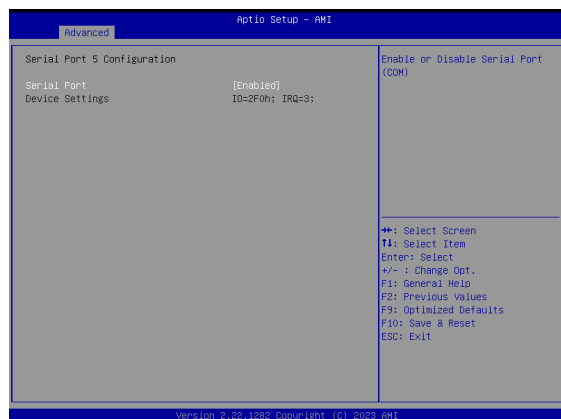 Aptio Setup – AMI
Advanced
Serial Port 5 Configuration
Serial Port [Enabled]
Device Settings IO=2F0h; IRQ=3;
Enable or Disable Serial Port
(COM)
→←: Select Screen
↑↓: Select Item
Enter: Select
+/- : Change Opt.
F1: General Help
F2: Previous Values
F9: Optimized Defaults
F10: Save & Reset
ESC: Exit
Version 2.22.1282 Copyright (C) 2023 AMI